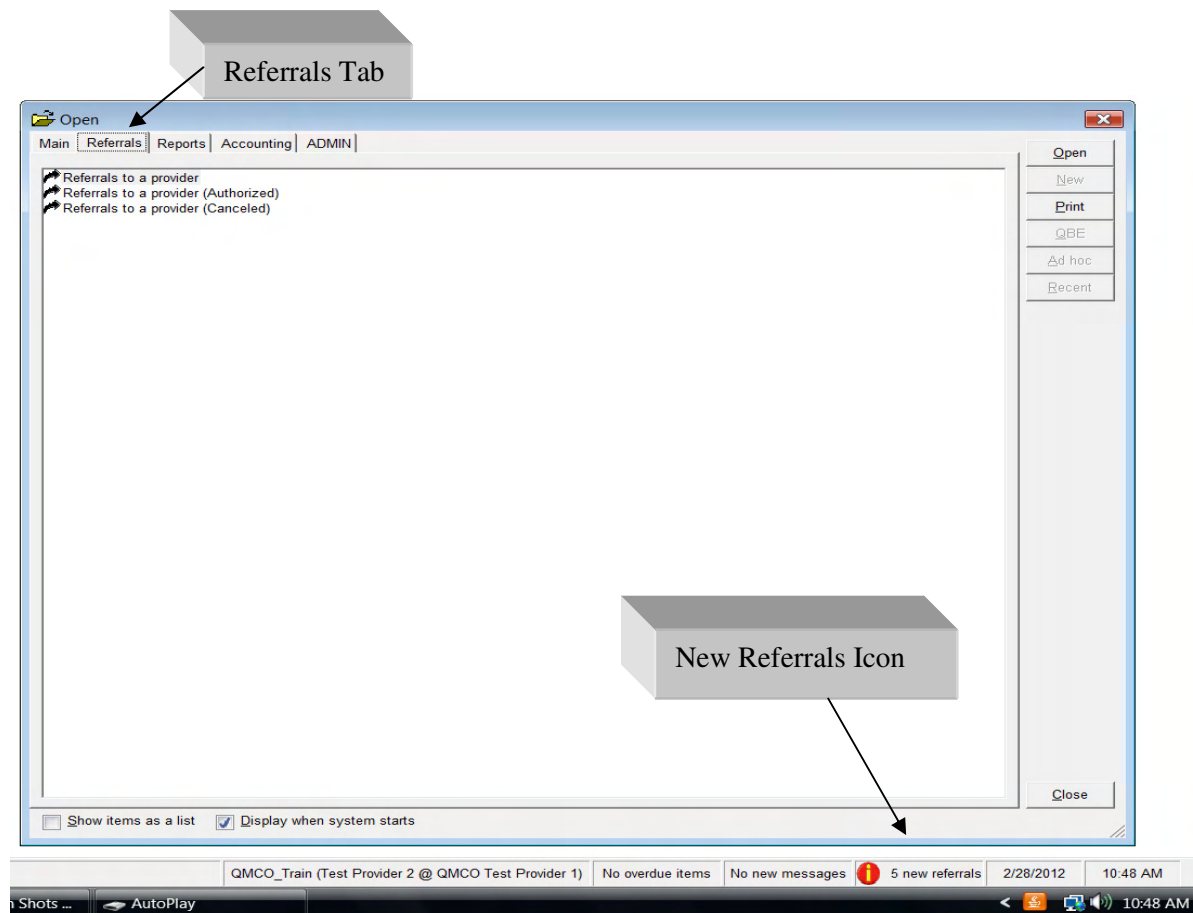 Referrals Tab
Open
Main Referrals Reports Accounting ADMIN
Open
New
Print
QBE
Ad hoc
Recent
Referrals to a provider
Referrals to a provider (Authorized)
Referrals to a provider (Canceled)
New Referrals Icon
Close
Show items as a list Display when system starts
QMCO_Train (Test Provider 2 @ QMCO Test Provider 1) No overdue items No new messages 5 new referrals 2/28/2012 10:48 AM
Shots ... AutoPlay < 10:48 AM